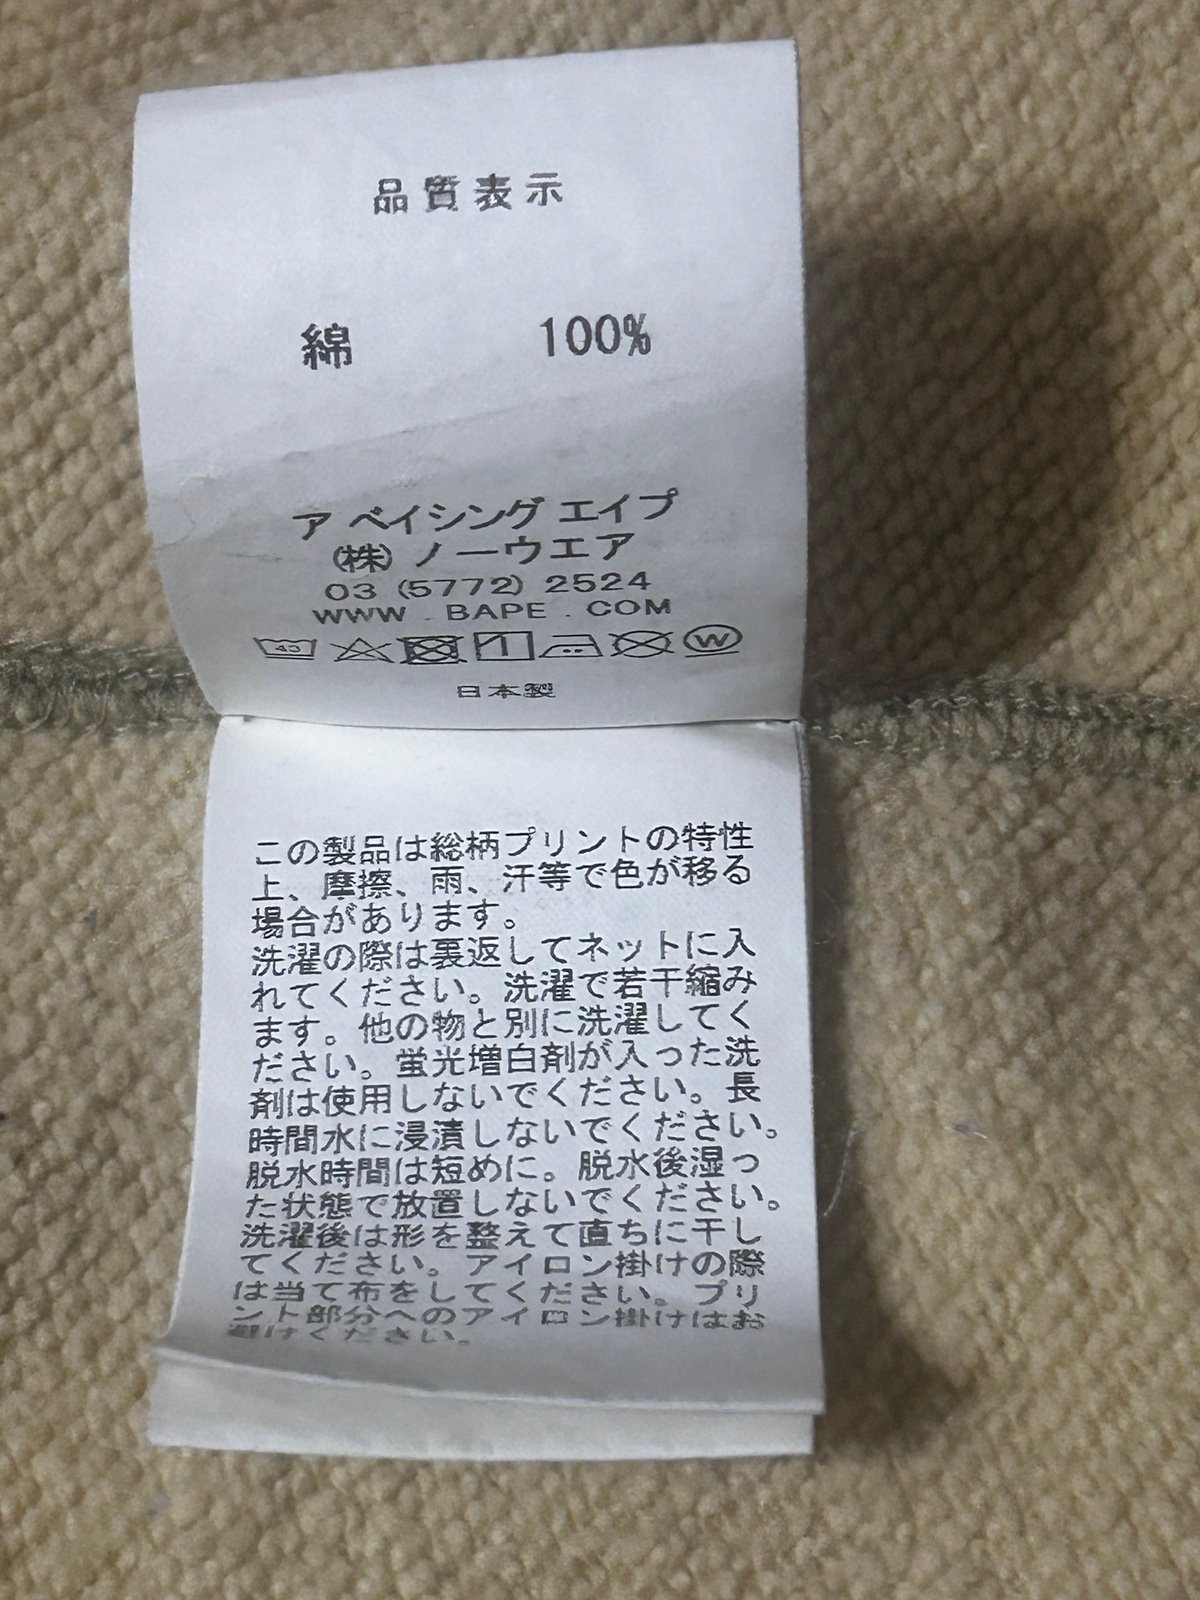 品質表示
綿 100%
ア ベイシング エイプ
(株) ノーウエア
03 (5772) 2524
WWW . BAPE . COM
40 W
日本製
この製品は総柄プリントの特性
上、摩擦、雨、汗等で色が移る
場合があります。
洗濯の際は裏返してネットに入
れてください。洗濯で若干縮み
ます。他の物と別に洗濯してく
ださい。蛍光増白剤が入った洗
剤は使用しないでください。長
時間水に浸漬しないでください。
脱水時間は短めに。脱水後湿っ
た状態で放置しないでください。
洗濯後は形を整えて直ちに干し
てください。アイロン掛けの際
は当て布をしてください。プリ
ント部分へのアイロン掛けはお
避けください。